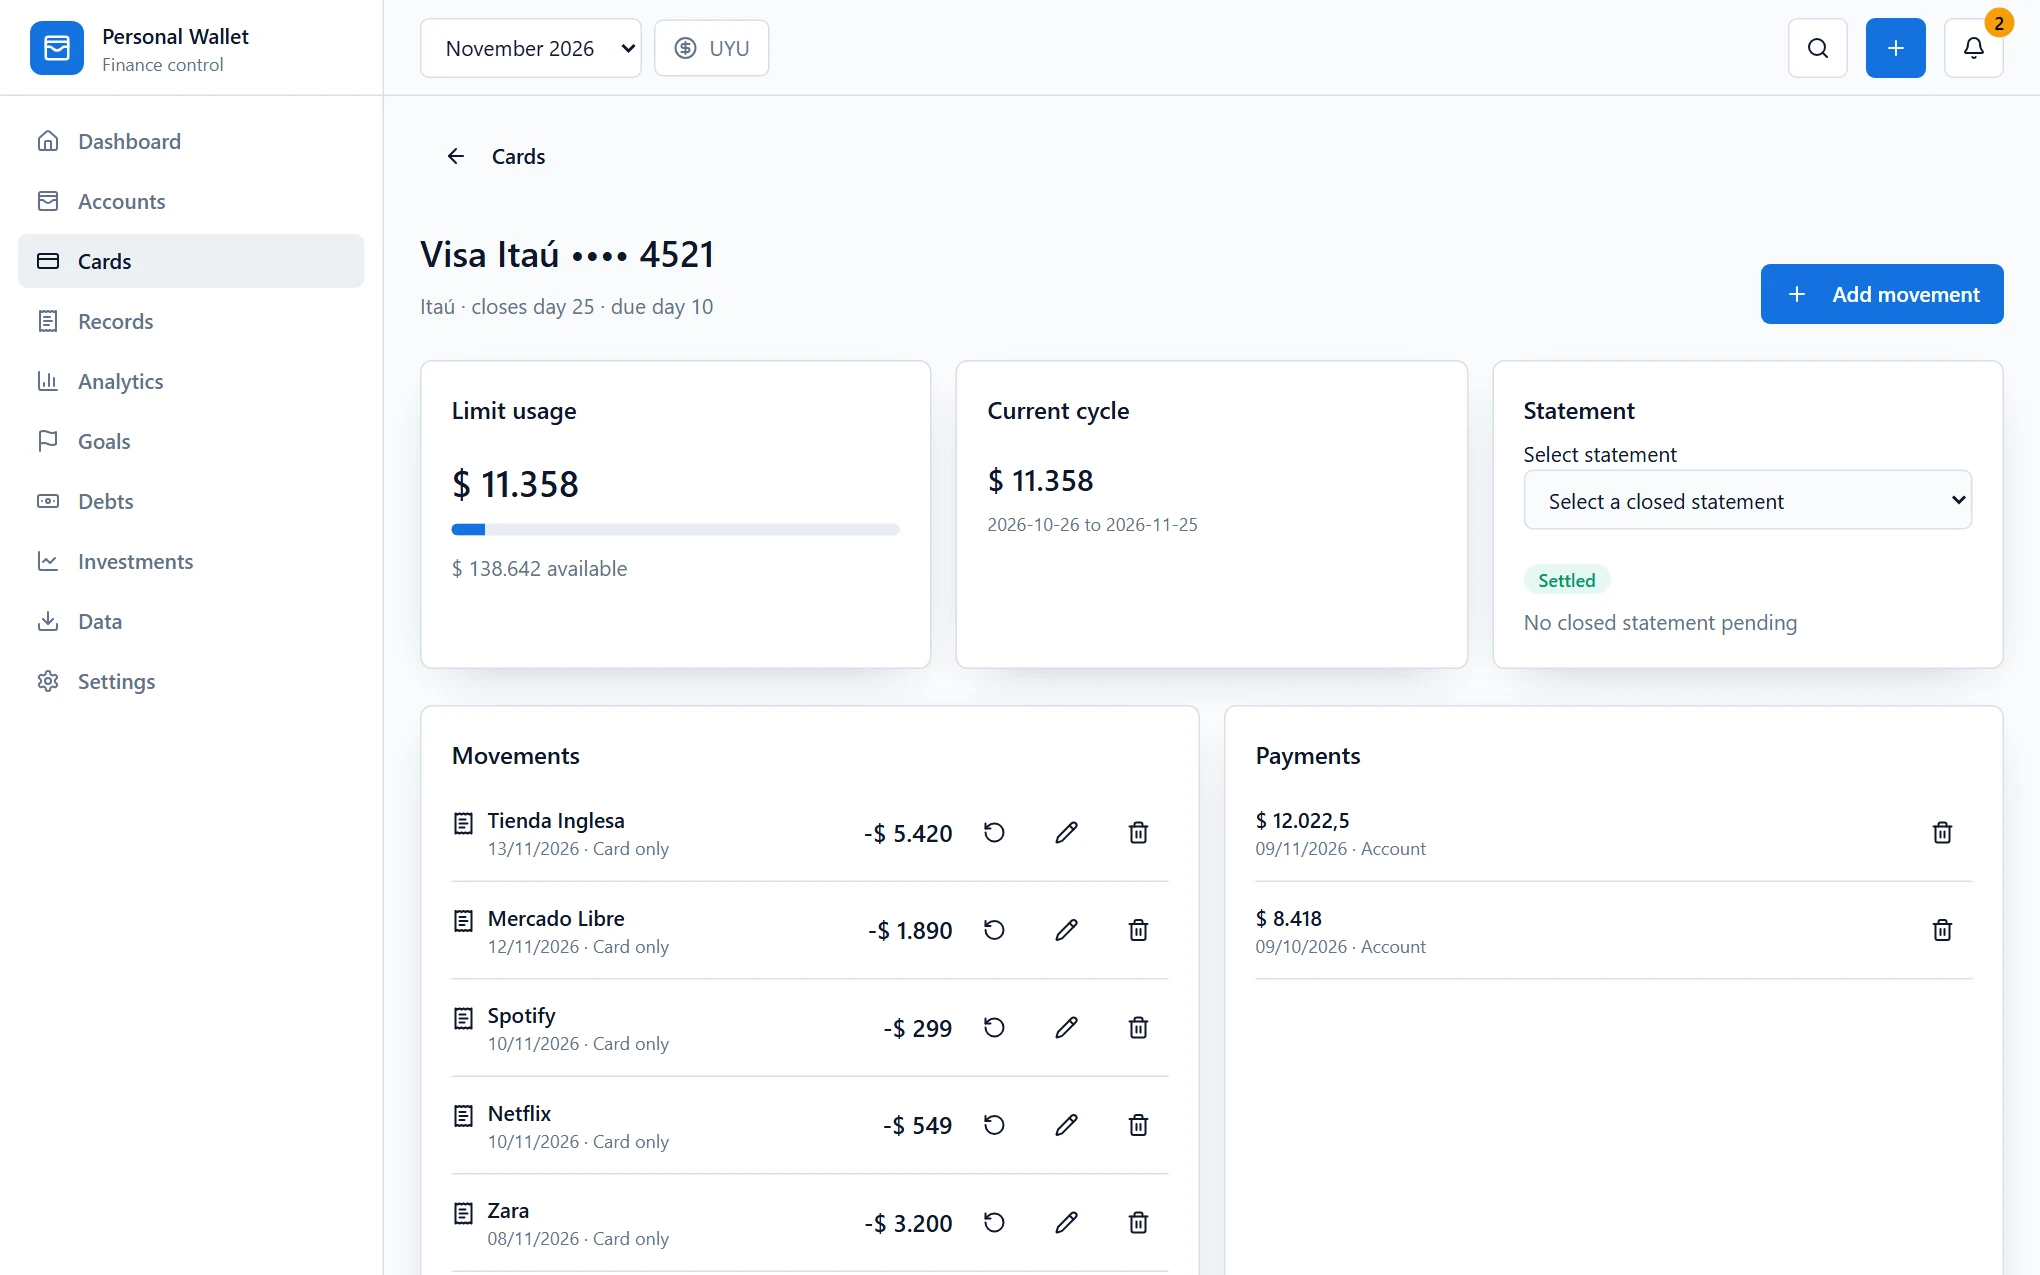 Personal Wallet
Finance control
November 2026
UYU
2
Dashboard
Accounts
Cards
Records
Analytics
Goals
Debts
Investments
Data
Settings
Cards
Visa Itaú •••• 4521
Itaú · closes day 25 · due day 10
Add movement
Limit usage
$ 11.358
$ 138.642 available
Current cycle
$ 11.358
2026-10-26 to 2026-11-25
Statement
Select statement
Select a closed statement
Settled
No closed statement pending
Movements
Tienda Inglesa
13/11/2026 · Card only
-$ 5.420
Mercado Libre
12/11/2026 · Card only
-$ 1.890
Spotify
10/11/2026 · Card only
-$ 299
Netflix
10/11/2026 · Card only
-$ 549
Zara
08/11/2026 · Card only
-$ 3.200
Payments
$ 12.022,5
09/11/2026 · Account
$ 8.418
09/10/2026 · Account